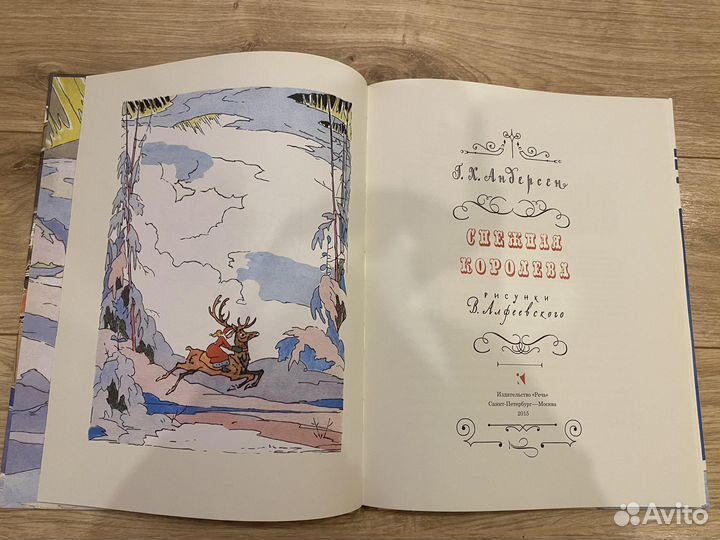 Г. Х. Андерсен
СНЕЖНАЯ
КОРОЛЕВА
РИСУНКИ
В. Алфеевского
Издательство «Речь»
Санкт-Петербург—Москва
2015
Avito